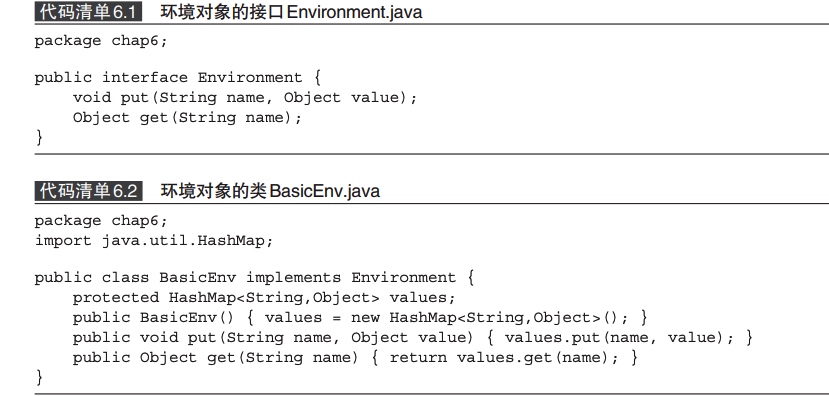 代码清单6.1 环境对象的接口Environment.java
package chap6;
public interface Environment {
    void put(String name, Object value);
    Object get(String name);
}
代码清单6.2 环境对象的类BasicEnv.java
package chap6;
import java.util.HashMap;
public class BasicEnv implements Environment {
    protected HashMap<String,Object> values;
    public BasicEnv() { values = new HashMap<String,Object>(); }
    public void put(String name, Object value) { values.put(name, value); }
    public Object get(String name) { return values.get(name); }
}